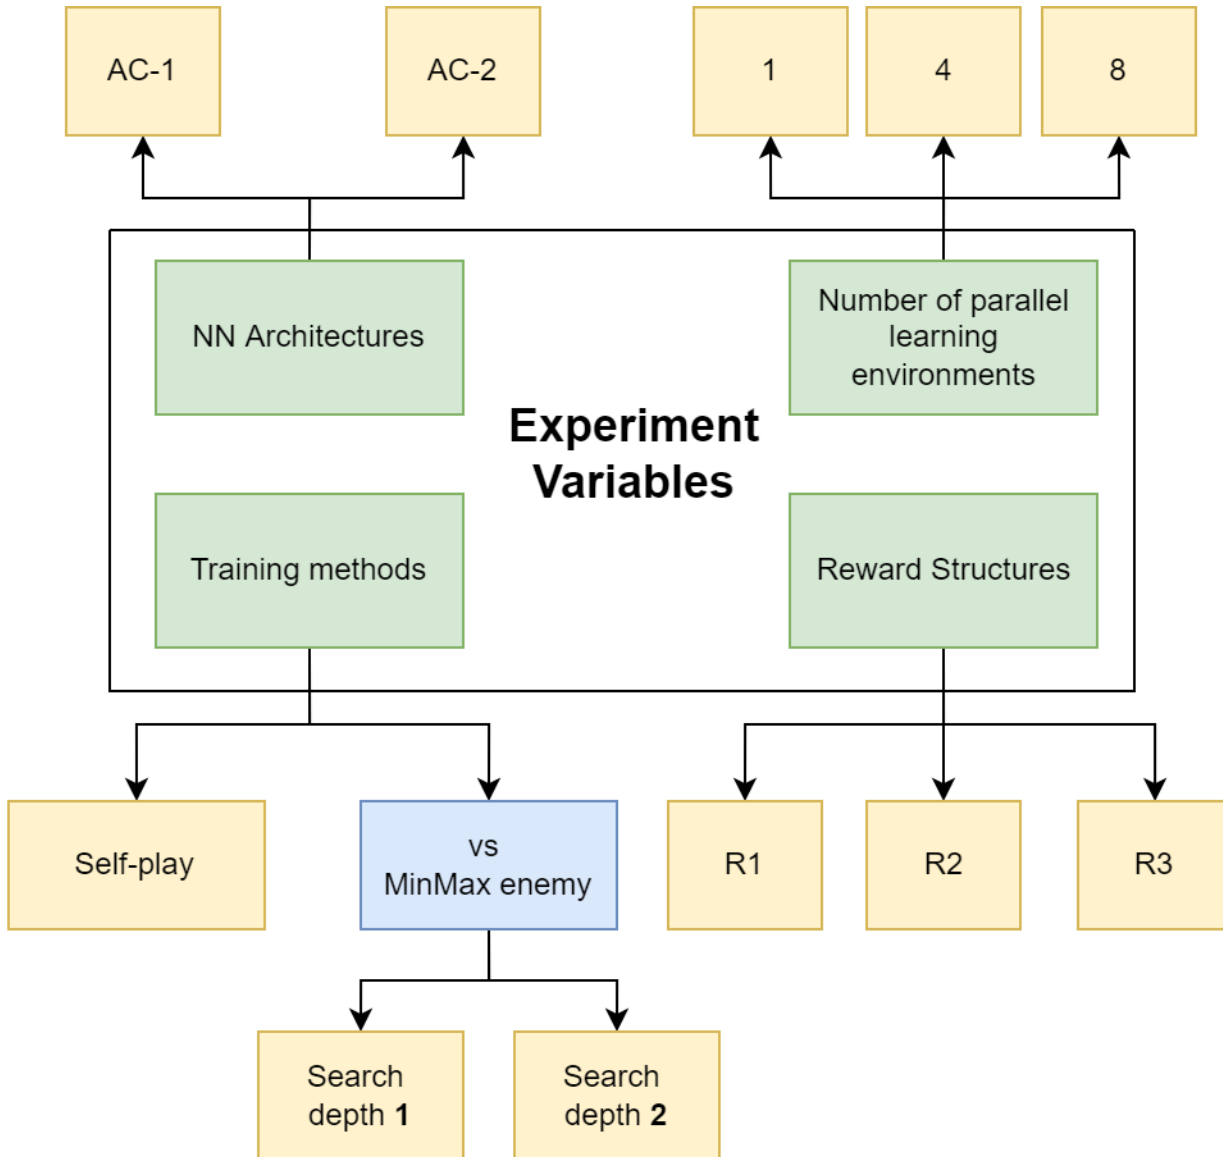 AC-1
AC-2
1
4
8
NN Architectures
Number of parallel
learning
environments
Experiment
Variables
Training methods
Reward Structures
Self-play
vs
MinMax enemy
R1
R2
R3
Search
depth 1
Search
depth 2